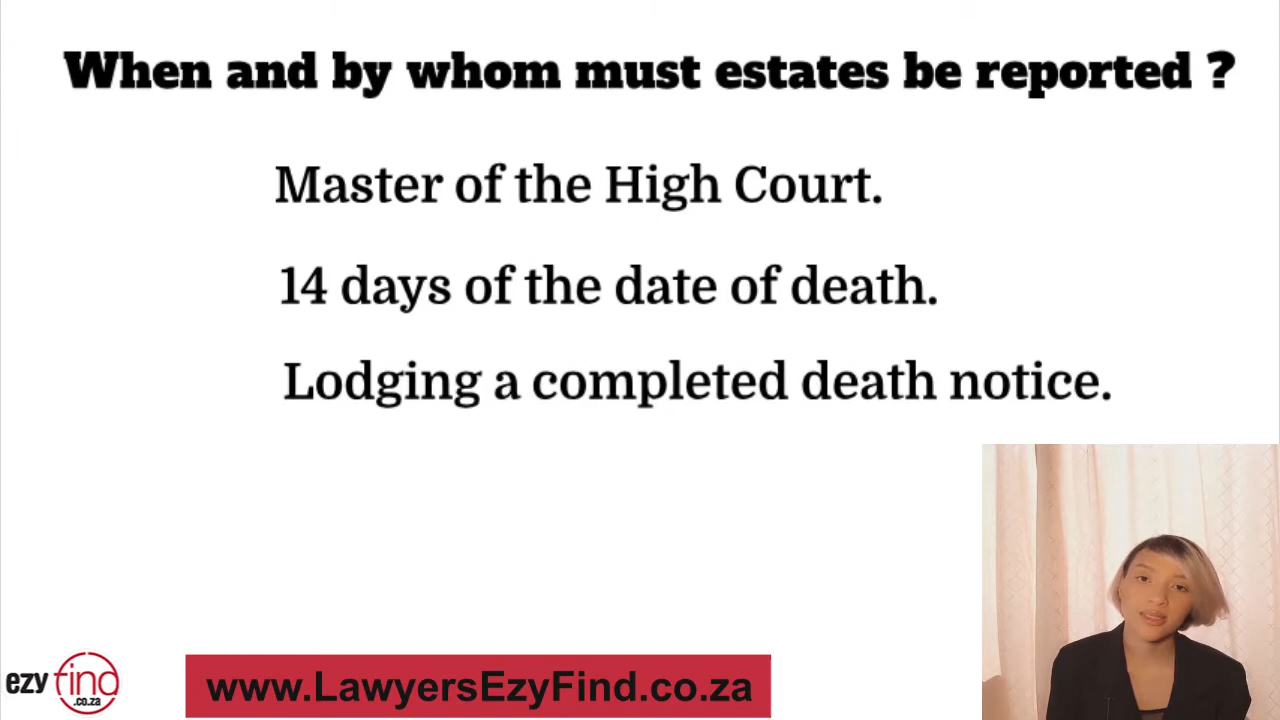 When and by whom must estates be reported ?
Master of the High Court.
14 days of the date of death.
Lodging a completed death notice.
ezy find
.co.za
www.LawyersEzyFind.co.za